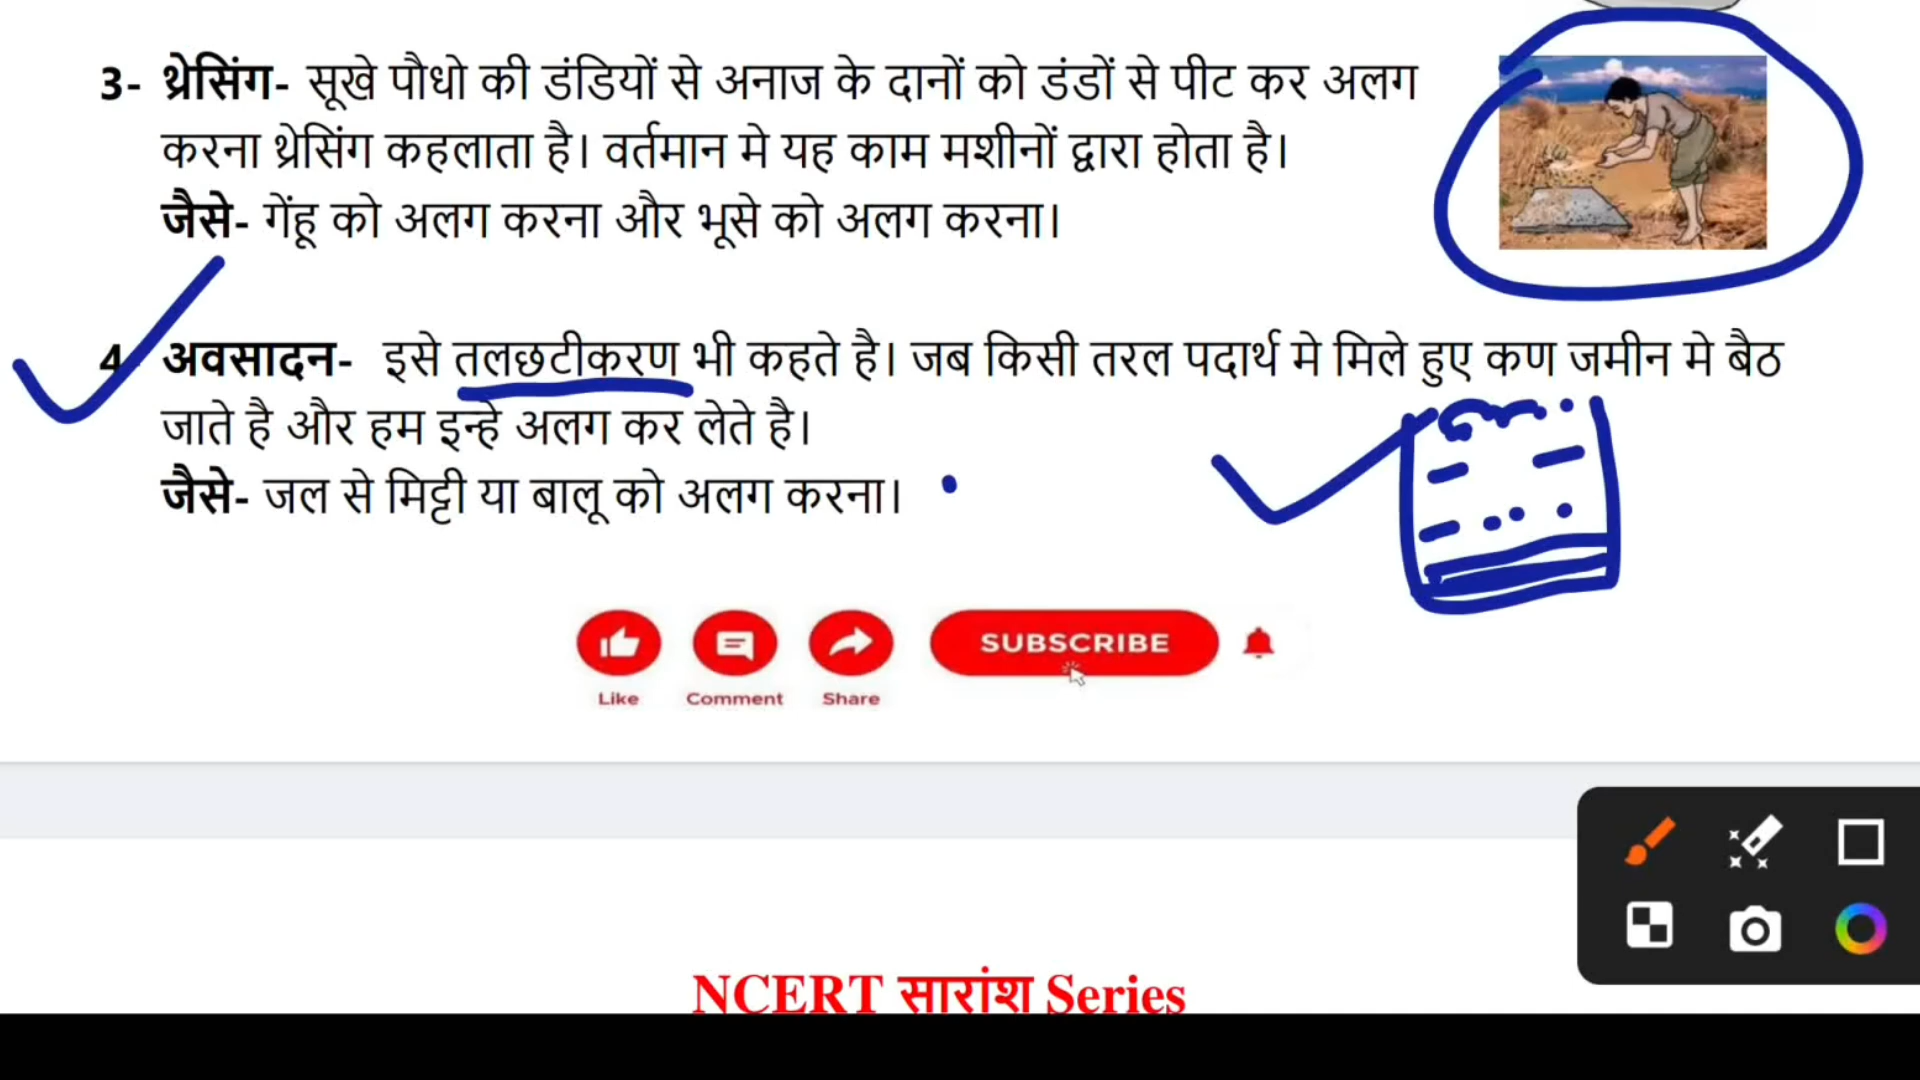 3- थ्रेसिंग- सूखे पौधो की डंडियों से अनाज के दानों को डंडों से पीट कर अलग
करना थ्रेसिंग कहलाता है। वर्तमान मे यह काम मशीनों द्वारा होता है।
जैसे- गेंहू को अलग करना और भूसे को अलग करना।
4 अवसादन- इसे तलछटीकरण भी कहते है। जब किसी तरल पदार्थ मे मिले हुए कण जमीन मे बैठ
जाते है और हम इन्हे अलग कर लेते है।
जैसे- जल से मिट्टी या बालू को अलग करना।
SUBSCRIBE
Like Comment Share
NCERT सारांश Series